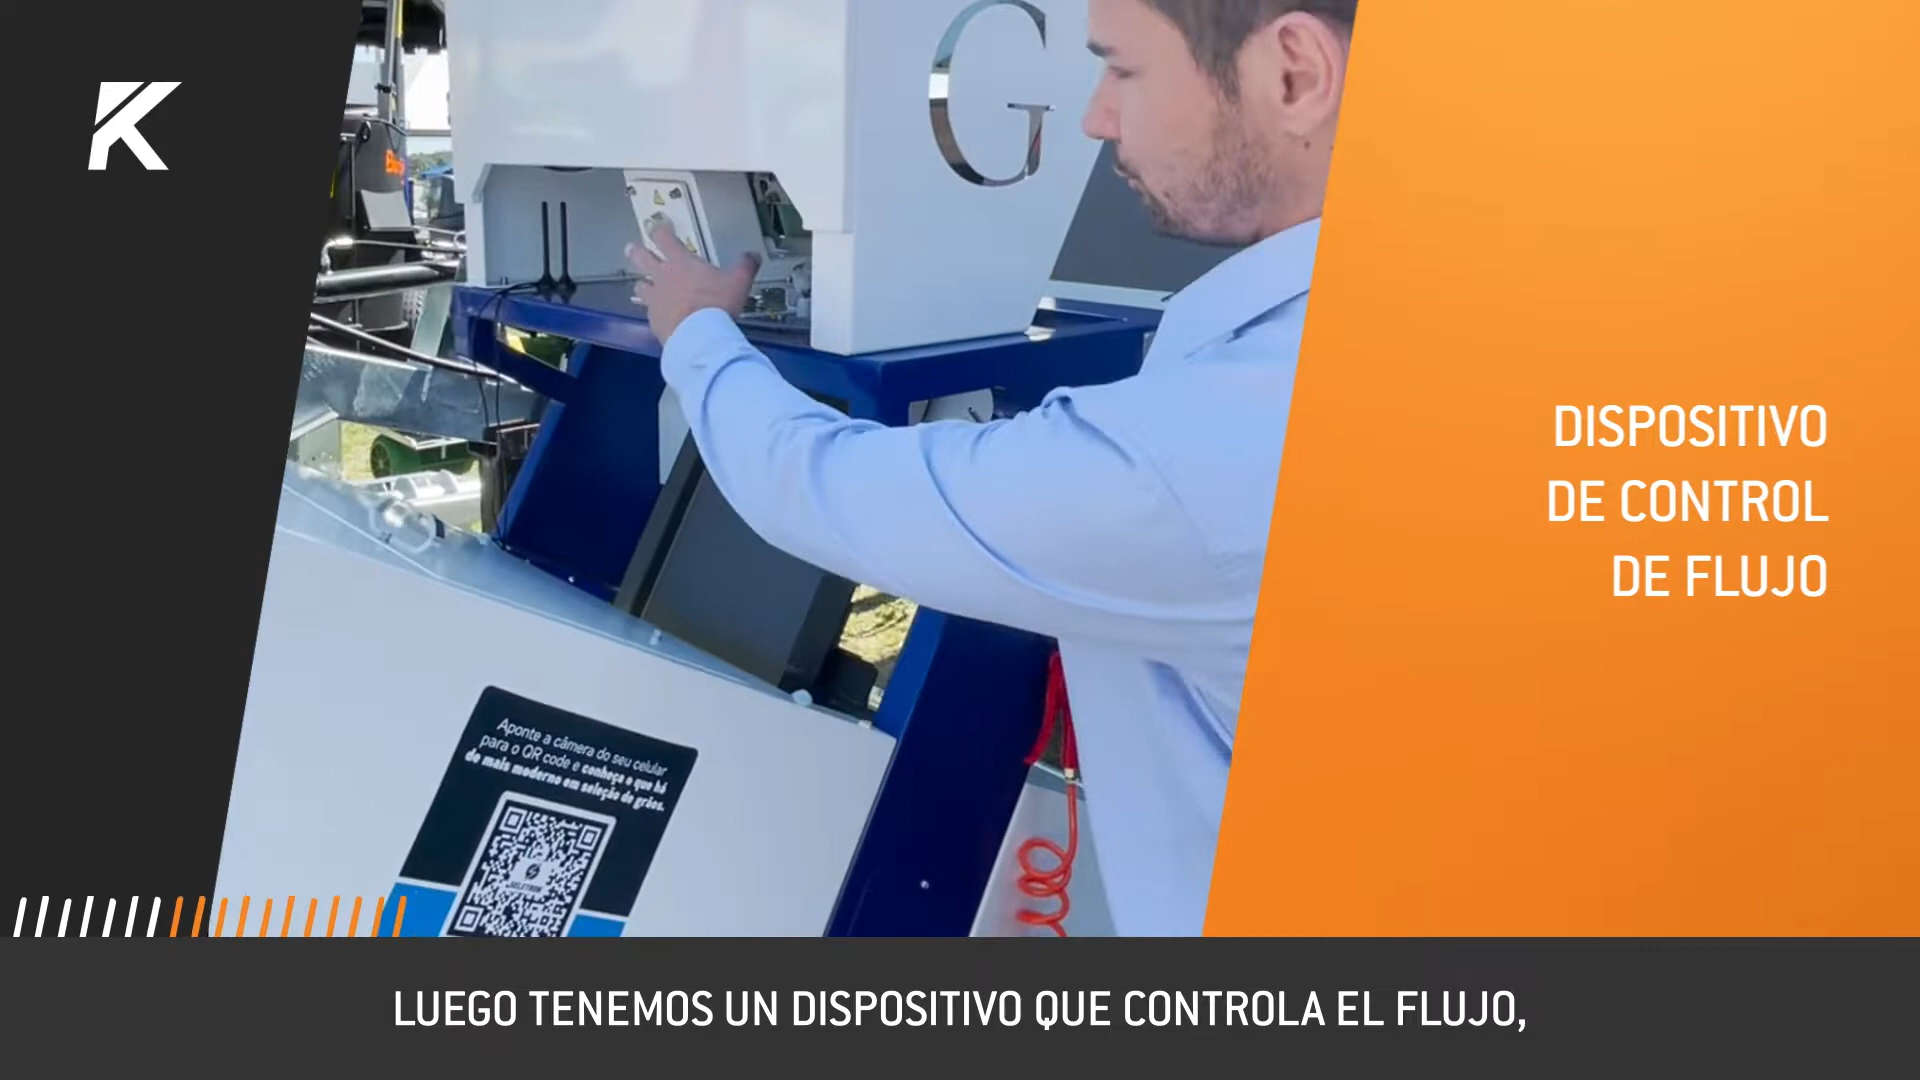 K
G
DISPOSITIVO
DE CONTROL
DE FLUJO
Aponte a câmera do seu celular
para o QR code e conheça o que há
de mais moderno em seleção de grãos.
SELETRON
LUEGO TENEMOS UN DISPOSITIVO QUE CONTROLA EL FLUJO,